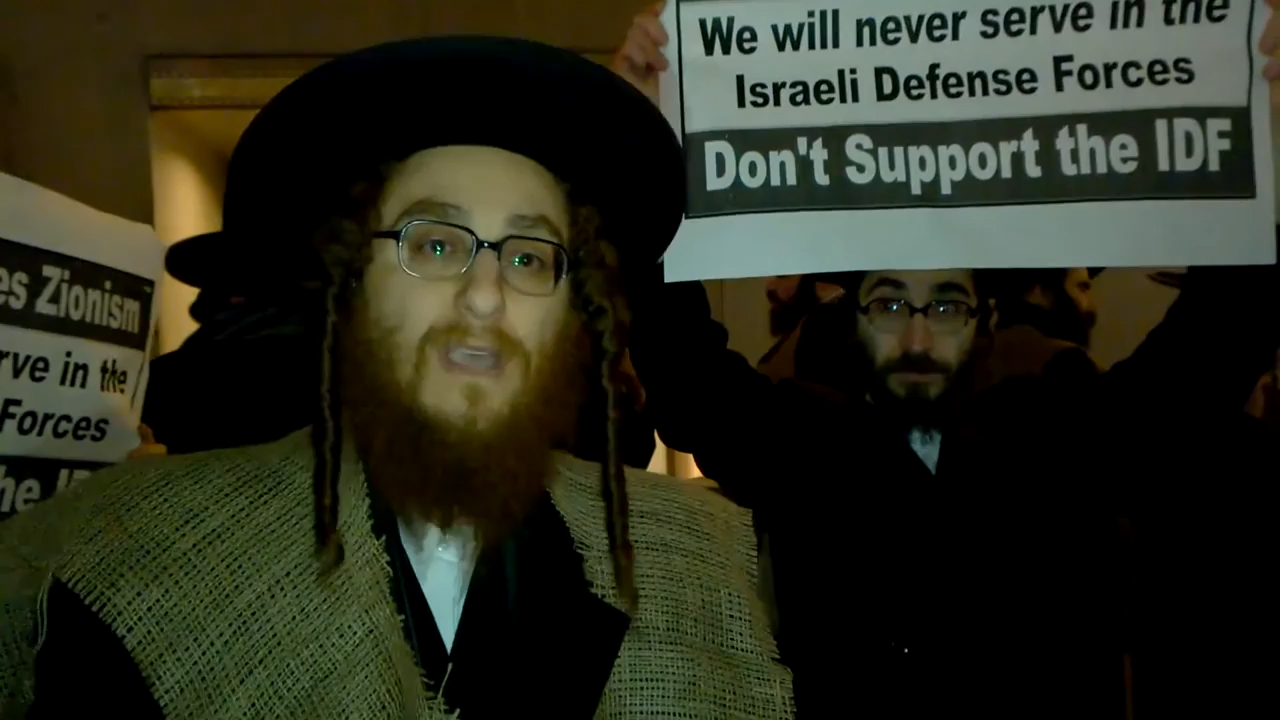 We will never serve in the
Israeli Defense Forces
Don't Support the IDF
es Zionism
rve in the
Forces
he